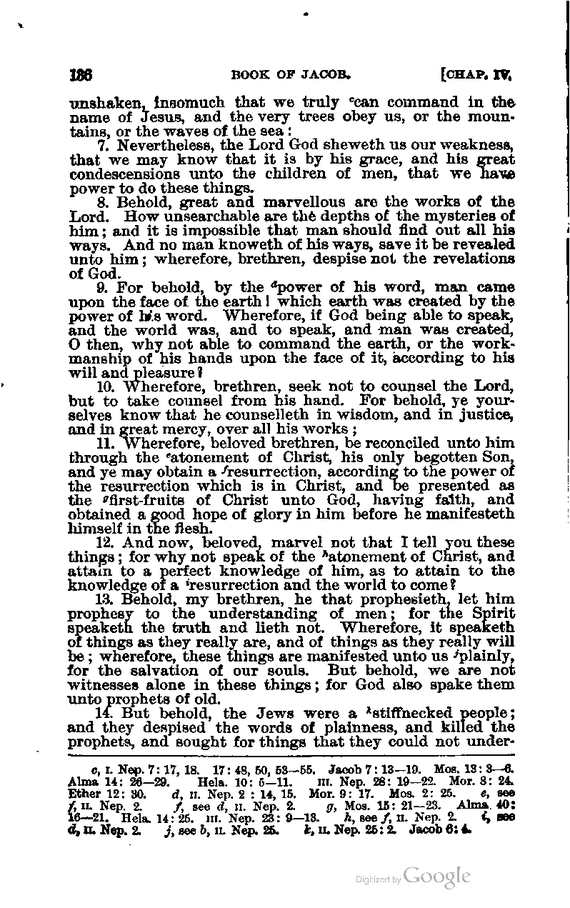 136 BOOK OF JACOB. [CHAP. IV.
unshaken, insomuch that we truly ᶜcan command in the
name of Jesus, and the very trees obey us, or the moun-
tains, or the waves of the sea:
7. Nevertheless, the Lord God sheweth us our weakness,
that we may know that it is by his grace, and his great
condescensions unto the children of men, that we have
power to do these things.
8. Behold, great and marvellous are the works of the
Lord. How unsearchable are the depths of the mysteries of
him; and it is impossible that man should find out all his
ways. And no man knoweth of his ways, save it be revealed
unto him; wherefore, brethren, despise not the revelations
of God.
9. For behold, by the ᵈpower of his word, man came
upon the face of the earth! which earth was created by the
power of his word. Wherefore, if God being able to speak,
and the world was, and to speak, and man was created,
O then, why not able to command the earth, or the work-
manship of his hands upon the face of it, according to his
will and pleasure?
10. Wherefore, brethren, seek not to counsel the Lord,
but to take counsel from his hand. For behold, ye your-
selves know that he counselleth in wisdom, and in justice,
and in great mercy, over all his works;
11. Wherefore, beloved brethren, be reconciled unto him
through the ᵉatonement of Christ, his only begotten Son,
and ye may obtain a ᶠresurrection, according to the power of
the resurrection which is in Christ, and be presented as
the ᵍfirst-fruits of Christ unto God, having faith, and
obtained a good hope of glory in him before he manifesteth
himself in the flesh.
12. And now, beloved, marvel not that I tell you these
things; for why not speak of the ʰatonement of Christ, and
attain to a perfect knowledge of him, as to attain to the
knowledge of a ⁱresurrection and the world to come?
13. Behold, my brethren, he that prophesieth, let him
prophesy to the understanding of men; for the Spirit
speaketh the truth and lieth not. Wherefore, it speaketh
of things as they really are, and of things as they really will
be; wherefore, these things are manifested unto us ʲplainly,
for the salvation of our souls. But behold, we are not
witnesses alone in these things; for God also spake them
unto prophets of old.
14. But behold, the Jews were a ᵏstiffnecked people;
and they despised the words of plainness, and killed the
prophets, and sought for things that they could not under-
c, I. Nep. 7: 17, 18. 17: 48, 50, 53—55. Jacob 7: 13—19. Mos. 13: 3—6.
Alma 14: 26—29. Hela. 10: 5—11. III. Nep. 28: 19—22. Mor. 8: 24.
Ether 12: 30. d, II. Nep. 2: 14, 15. Mor. 9: 17. Mos. 2: 25. e, see
f, II. Nep. 2. f, see d, II. Nep. 2. g, Mos. 15: 21—23. Alma. 40:
16—21. Hela. 14: 25. III. Nep. 23: 9—13. h, see f, II. Nep. 2. i, see
d, II. Nep. 2. j, see b, II. Nep. 25. k, II. Nep. 25: 2. Jacob 6: 4.
Digitized by Google